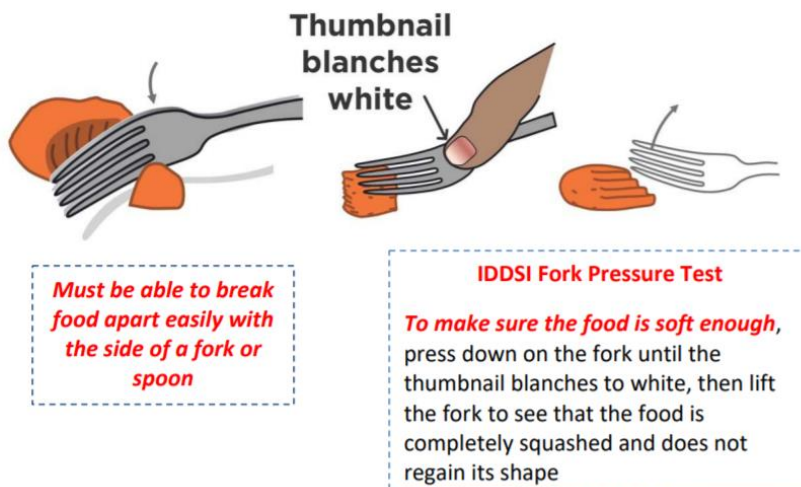 Thumbnail
blanches
white
Must be able to break
food apart easily with
the side of a fork or
spoon
IDDSI Fork Pressure Test
To make sure the food is soft enough,
press down on the fork until the
thumbnail blanches to white, then lift
the fork to see that the food is
completely squashed and does not
regain its shape